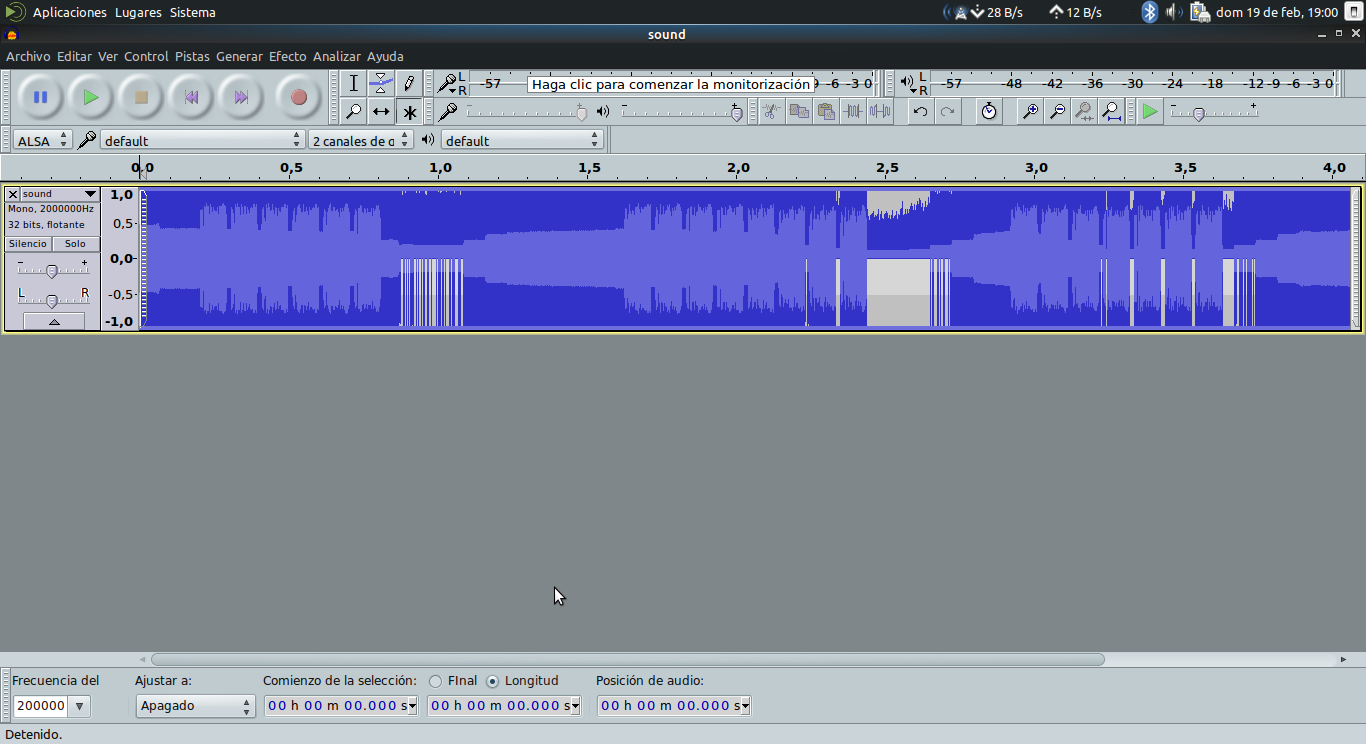 Aplicaciones Lugares Sistema 28 B/s 12 B/s dom 19 de feb, 19:00
sound
Archivo Editar Ver Control Pistas Generar Efecto Analizar Ayuda
L
R
-57 Haga clic para comenzar la monitorización 9 -6 -3 0
L
R
-57 -48 -42 -36 -30 -24 -18 -12 -9 -6 -3 0
- + - + - +
ALSA default 2 canales de g default
0,0 0,5 1,0 1,5 2,0 2,5 3,0 3,5 4,0
X sound
Mono, 2000000Hz
32 bits, flotante
Silencio Solo
- +
L R
1,0
0,5-
0,0-
-0,5-
-1,0
Frecuencia del Ajustar a: Comienzo de la selección: FInal Longitud Posición de audio:
200000 Apagado 00 h 00 m 00.000 s 00 h 00 m 00.000 s 00 h 00 m 00.000 s
Detenido.